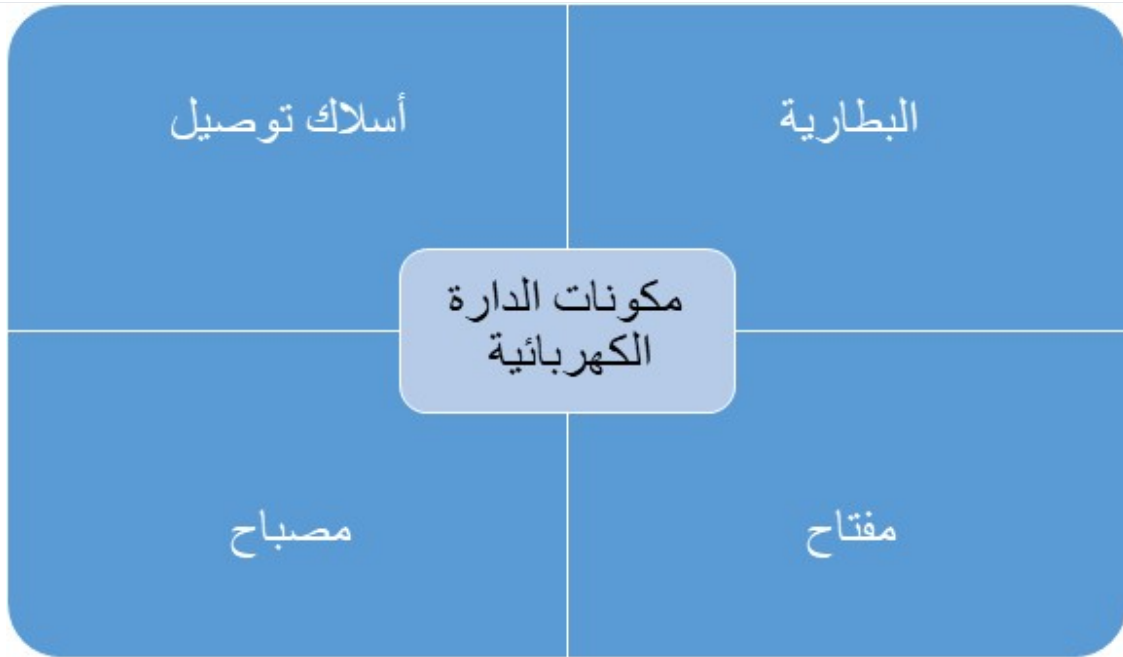 البطارية
أسلاك توصيل
مكونات الدارة
الكهربائية
مفتاح
مصباح